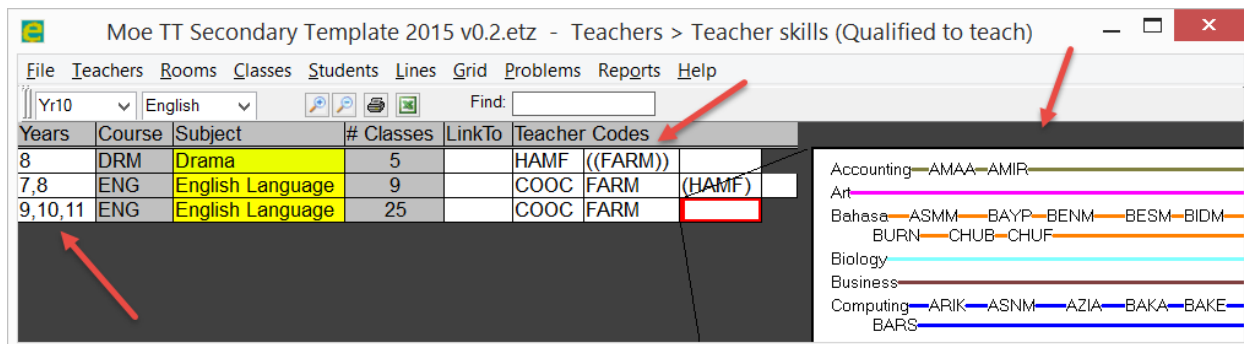 Moe TT Secondary Template 2015 v0.2.etz - Teachers > Teacher skills (Qualified to teach)
File Teachers Rooms Classes Students Lines Grid Problems Reports Help
Yr10 English Find:
Years Course Subject # Classes LinkTo Teacher Codes
8 DRM Drama 5 HAMF ((FARM))
7,8 ENG English Language 9 COOC FARM (HAMF)
9,10,11 ENG English Language 25 COOC FARM
Accounting AMAA AMIR
Art
Bahasa ASMM BAYP BENM BESM BIDM
BURN CHUB CHUF
Biology
Business
Computing ARIK ASNM AZIA BAKA BAKE
BARS